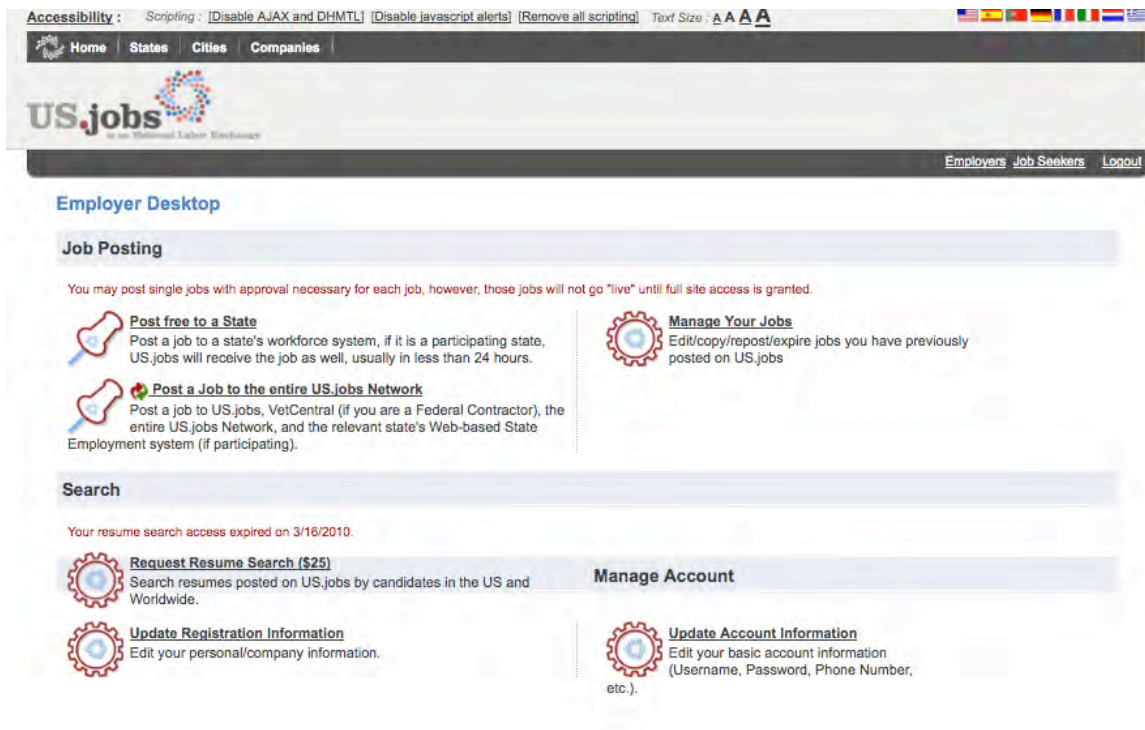 Accessibility : Scripting : [Disable AJAX and DHMTL] [Disable javascript alerts] [Remove all scripting] Text Size : A A A A
Home States Cities Companies
US.jobs
National Labor Exchange
Employers Job Seekers Logout
Employer Desktop
Job Posting
You may post single jobs with approval necessary for each job, however, those jobs will not go "live" until full site access is granted.
Post free to a State
Post a job to a state's workforce system, if it is a participating state,
US.jobs will receive the job as well, usually in less than 24 hours.
Post a Job to the entire US.jobs Network
Post a job to US.jobs, VetCentral (if you are a Federal Contractor), the
entire US.jobs Network, and the relevant state's Web-based State
Employment system (if participating).
Manage Your Jobs
Edit/copy/repost/expire jobs you have previously
posted on US.jobs
Search
Your resume search access expired on 3/16/2010.
Request Resume Search ($25)
Search resumes posted on US.jobs by candidates in the US and
Worldwide.
Update Registration Information
Edit your personal/company information.
Manage Account
Update Account Information
Edit your basic account information
(Username, Password, Phone Number,
etc.).